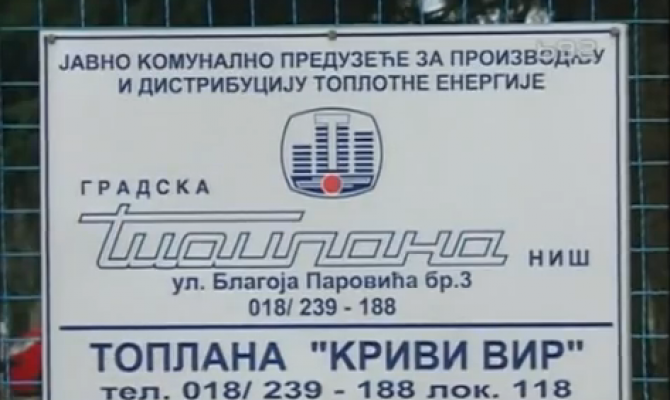 ЈАВНО КОМУНАЛНО ПРЕДУЗЕЋЕ ЗА ПРОИЗВОДЊУ
И ДИСТРИБУЦИЈУ ТОПЛОТНЕ ЕНЕРГИЈЕ
ГРАДСКА
Топлана НИШ
ул. Благоја Паровића бр.3
018/ 239 - 188
ТОПЛАНА "КРИВИ ВИР"
тел. 018/ 239 - 188 лок. 118